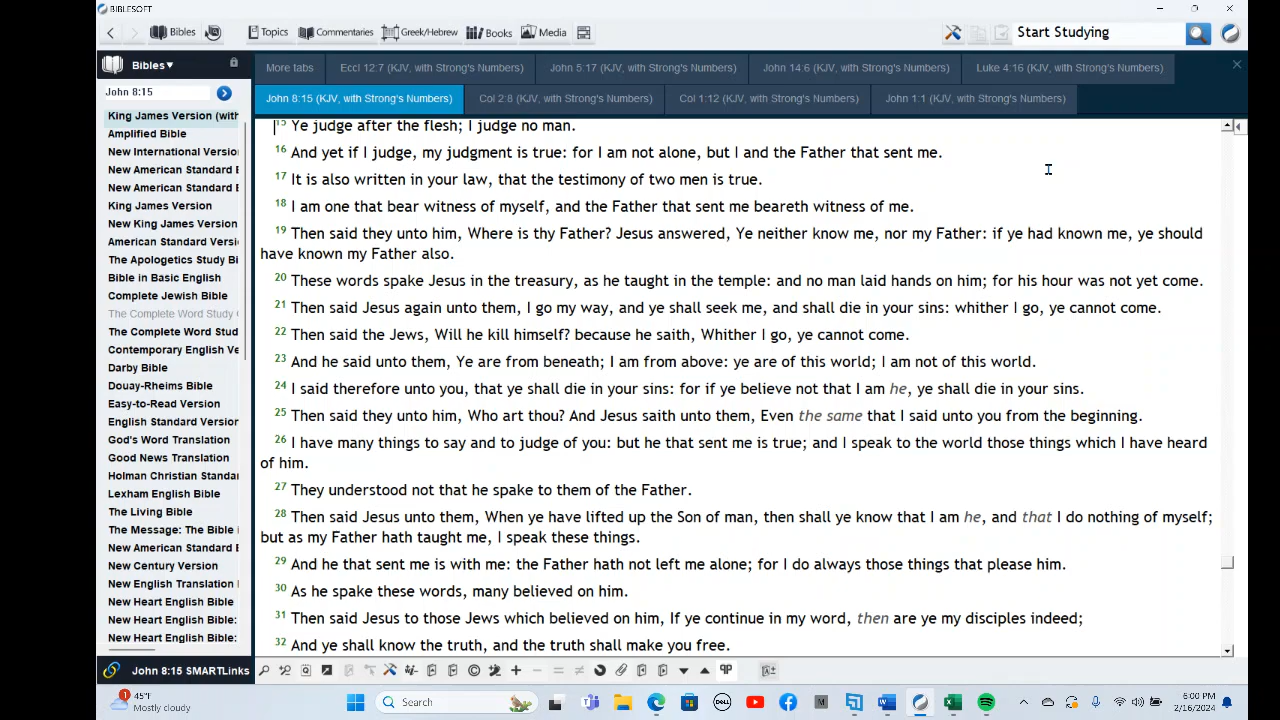 BIBLESOFT
Bibles
Topics
Commentaries
Greek/Hebrew
Books
Media
Start Studying
Bibles▾
More tabs
Eccl 12:7 (KJV, with Strong's Numbers)
John 5:17 (KJV, with Strong's Numbers)
John 14:6 (KJV, with Strong's Numbers)
Luke 4:16 (KJV, with Strong's Numbers)
John 8:15
John 8:15 (KJV, with Strong's Numbers)
Col 2:8 (KJV, with Strong's Numbers)
Col 1:12 (KJV, with Strong's Numbers)
John 1:1 (KJV, with Strong's Numbers)
King James Version (with
Amplified Bible
New International Versio
New American Standard B
New American Standard B
King James Version
New King James Version
American Standard Versi
The Apologetics Study Bi
Bible in Basic English
Complete Jewish Bible
The Complete Word Study
The Complete Word Stud
Contemporary English Ve
Darby Bible
Douay-Rheims Bible
Easy-to-Read Version
English Standard Version
God's Word Translation
Good News Translation
Holman Christian Standar
Lexham English Bible
The Living Bible
The Message: The Bible i
New American Standard B
New Century Version
New English Translation
New Heart English Bible
New Heart English Bible:
New Heart English Bible:
John 8:15 SMARTLinks
15 Ye judge after the flesh; I judge no man.
16 And yet if I judge, my judgment is true: for I am not alone, but I and the Father that sent me.
17 It is also written in your law, that the testimony of two men is true.
18 I am one that bear witness of myself, and the Father that sent me beareth witness of me.
19 Then said they unto him, Where is thy Father? Jesus answered, Ye neither know me, nor my Father: if ye had known me, ye should
have known my Father also.
20 These words spake Jesus in the treasury, as he taught in the temple: and no man laid hands on him; for his hour was not yet come.
21 Then said Jesus again unto them, I go my way, and ye shall seek me, and shall die in your sins: whither I go, ye cannot come.
22 Then said the Jews, Will he kill himself? because he saith, Whither I go, ye cannot come.
23 And he said unto them, Ye are from beneath; I am from above: ye are of this world; I am not of this world.
24 I said therefore unto you, that ye shall die in your sins: for if ye believe not that I am he, ye shall die in your sins.
25 Then said they unto him, Who art thou? And Jesus saith unto them, Even the same that I said unto you from the beginning.
26 I have many things to say and to judge of you: but he that sent me is true; and I speak to the world those things which I have heard
of him.
27 They understood not that he spake to them of the Father.
28 Then said Jesus unto them, When ye have lifted up the Son of man, then shall ye know that I am he, and that I do nothing of myself;
but as my Father hath taught me, I speak these things.
29 And he that sent me is with me: the Father hath not left me alone; for I do always those things that please him.
30 As he spake these words, many believed on him.
31 Then said Jesus to those Jews which believed on him, If ye continue in my word, then are ye my disciples indeed;
32 And ye shall know the truth, and the truth shall make you free.
1
45°F
Mostly cloudy
Search
DELL
M
6:00 PM
2/16/2024